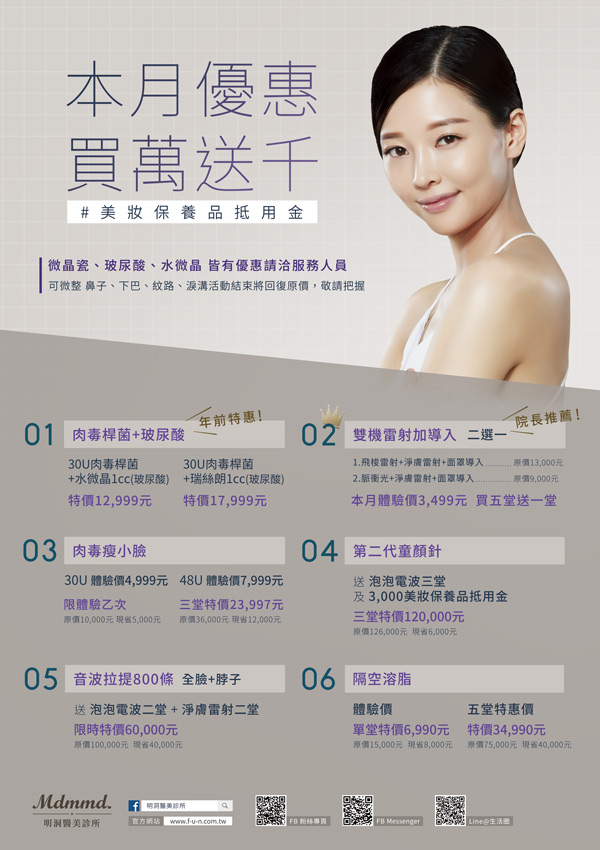 本月優惠
買萬送千
#美妝保養品抵用金
微晶瓷、玻尿酸、水微晶 皆有優惠請洽服務人員
可微整 鼻子、下巴、紋路、淚溝活動結束將回復原價，敬請把握
01 肉毒桿菌+玻尿酸 年前特惠!
30U肉毒桿菌
+水微晶1cc(玻尿酸)
特價12,999元
30U肉毒桿菌
+瑞絲朗1cc(玻尿酸)
特價17,999元
02 雙機雷射加導入 二選一 院長推薦!
1.飛梭雷射+淨膚雷射+面罩導入............原價13,000元
2.脈衝光+淨膚雷射+面罩導入................原價9,000元
本月體驗價3,499元 買五堂送一堂
03 肉毒瘦小臉
30U 體驗價4,999元
限體驗乙次
原價10,000元 現省5,000元
48U 體驗價7,999元
三堂特價23,997元
原價36,000元 現省12,000元
04 第二代童顏針
送 泡泡電波三堂
及 3,000美妝保養品抵用金
三堂特價120,000元
原價126,000元 現省6,000元
05 音波拉提800條 全臉+脖子
送 泡泡電波二堂 + 淨膚雷射二堂
限時特價60,000元
原價100,000元 現省40,000元
06 隔空溶脂
體驗價
單堂特價6,990元
原價15,000元 現省8,000元
五堂特惠價
特價34,990元
原價75,000元 現省40,000元
Mdmmd.
明洞醫美診所
明洞醫美診所
官方網站 www.f-u-n.com.tw
FB 粉絲專頁
FB Messenger
Line@生活圈